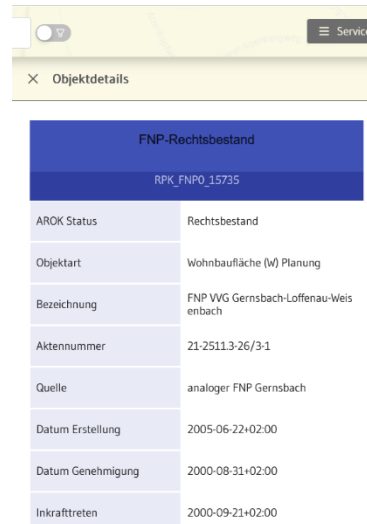 ☰ Service
× Objektdetails
FNP-Rechtsbestand
RPK_FNP0_15735
AROK Status Rechtsbestand
Objektart Wohnbaufläche (W) Planung
Bezeichnung FNP VVG Gernsbach-Loffenau-Weis
enbach
Aktennummer 21-2511.3-26/3-1
Quelle analoger FNP Gernsbach
Datum Erstellung 2005-06-22+02:00
Datum Genehmigung 2000-08-31+02:00
Inkrafttreten 2000-09-21+02:00